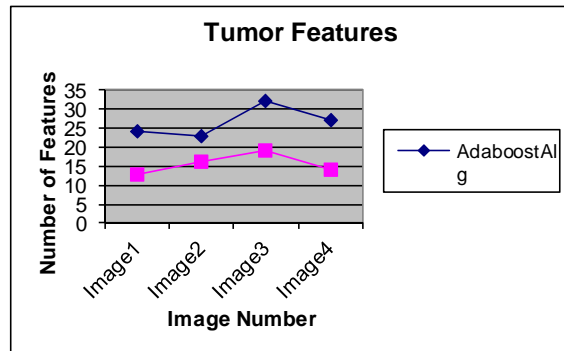 Tumor Features
Number of Features
35
30
25
20
15
10
5
0
Image1
Image2
Image3
Image4
Image Number
AdaboostAl
g